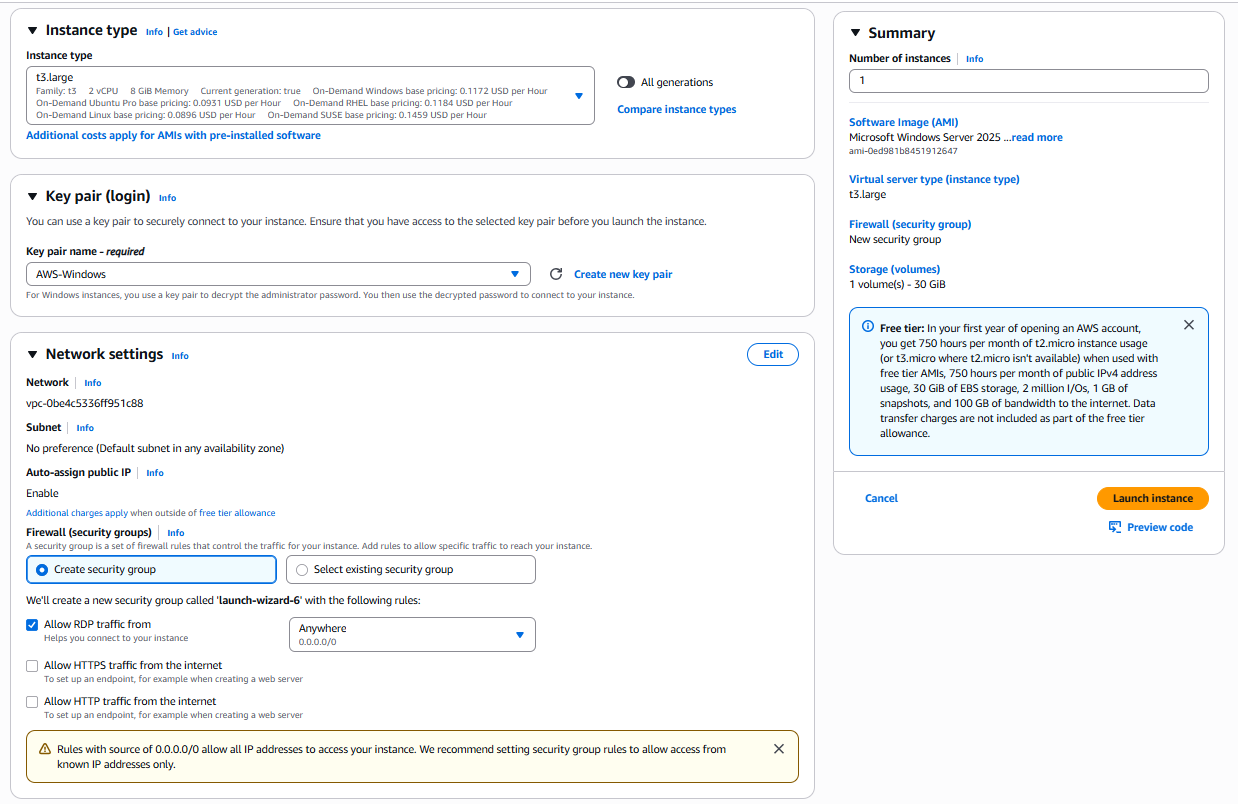 Instance type Info | Get advice
Instance type
t3.large
Family: t3 2 vCPU 8 GiB Memory Current generation: true On-Demand Windows base pricing: 0.1172 USD per Hour
On-Demand Ubuntu Pro base pricing: 0.0931 USD per Hour On-Demand RHEL base pricing: 0.1184 USD per Hour
On-Demand Linux base pricing: 0.0896 USD per Hour On-Demand SUSE base pricing: 0.1459 USD per Hour
All generations
Compare instance types
Additional costs apply for AMIs with pre-installed software
Key pair (login) Info
You can use a key pair to securely connect to your instance. Ensure that you have access to the selected key pair before you launch the instance.
Key pair name - required
AWS-Windows
Create new key pair
For Windows instances, you use a key pair to decrypt the administrator password. You then use the decrypted password to connect to your instance.
Network settings Info
Edit
Network Info
vpc-0be4c5336ff951c88
Subnet Info
No preference (Default subnet in any availability zone)
Auto-assign public IP Info
Enable
Additional charges apply when outside of free tier allowance
Firewall (security groups) Info
A security group is a set of firewall rules that control the traffic for your instance. Add rules to allow specific traffic to reach your instance.
Create security group
Select existing security group
We'll create a new security group called 'launch-wizard-6' with the following rules:
Allow RDP traffic from
Helps you connect to your instance
Anywhere
0.0.0.0/0
Allow HTTPS traffic from the internet
To set up an endpoint, for example when creating a web server
Allow HTTP traffic from the internet
To set up an endpoint, for example when creating a web server
Rules with source of 0.0.0.0/0 allow all IP addresses to access your instance. We recommend setting security group rules to allow access from
known IP addresses only.
Summary
Number of instances Info
1
Software Image (AMI)
Microsoft Windows Server 2025 ...read more
ami-0ed981b8451912647
Virtual server type (instance type)
t3.large
Firewall (security group)
New security group
Storage (volumes)
1 volume(s) - 30 GiB
Free tier: In your first year of opening an AWS account,
you get 750 hours per month of t2.micro instance usage
(or t3.micro where t2.micro isn't available) when used with
free tier AMIs, 750 hours per month of public IPv4 address
usage, 30 GiB of EBS storage, 2 million I/Os, 1 GB of
snapshots, and 100 GB of bandwidth to the internet. Data
transfer charges are not included as part of the free tier
allowance.
Cancel
Launch instance
Preview code